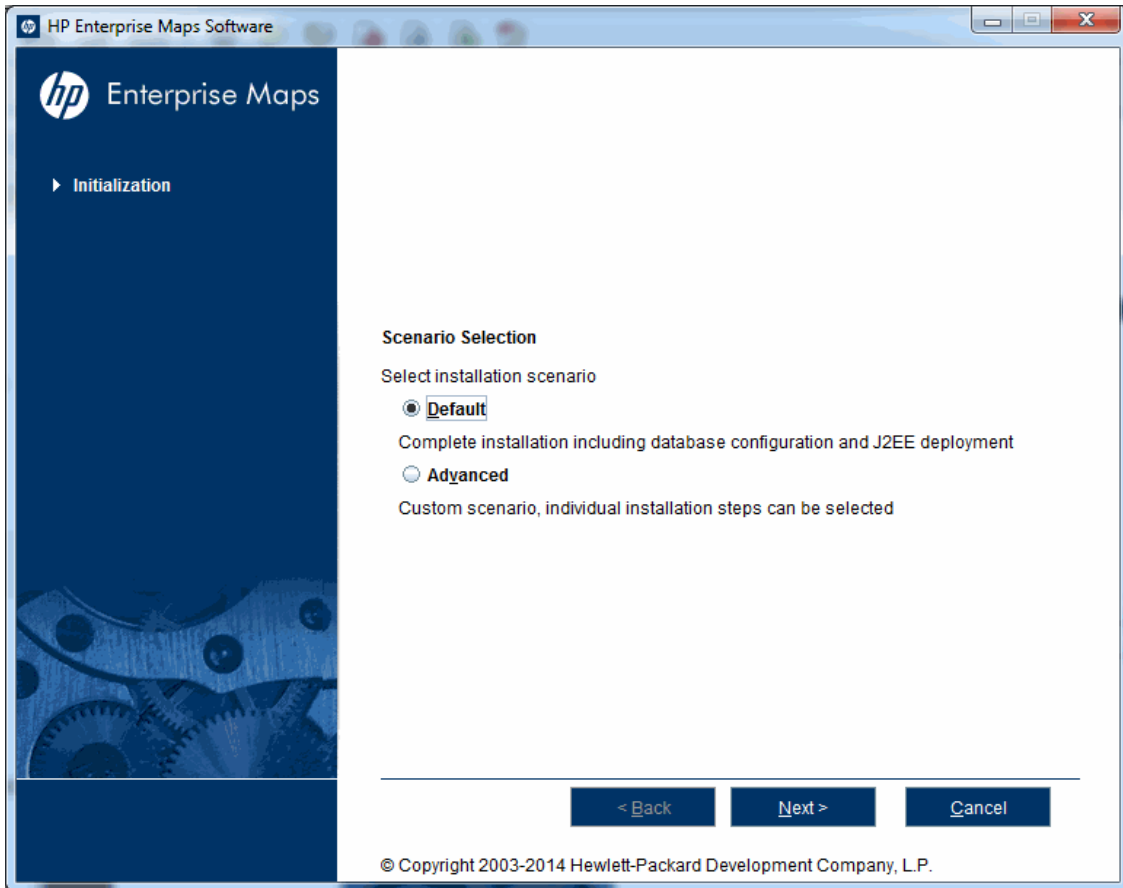 HP Enterprise Maps Software
hp Enterprise Maps
Initialization
Scenario Selection
Select installation scenario
Default
Complete installation including database configuration and J2EE deployment
Advanced
Custom scenario, individual installation steps can be selected
< Back Next > Cancel
© Copyright 2003-2014 Hewlett-Packard Development Company, L.P.